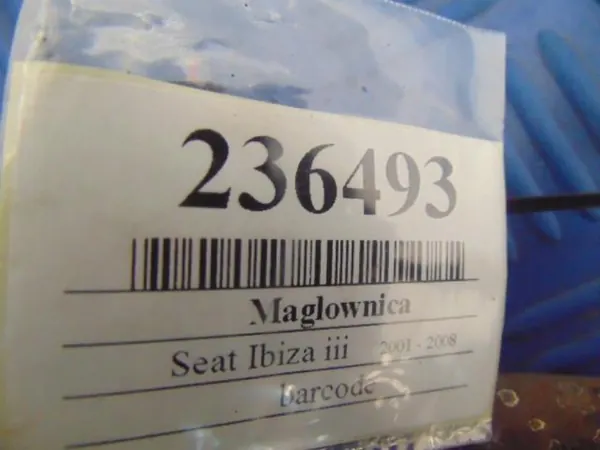 236493
Maglownica
Seat Ibiza iii 2001 - 2008
barcode